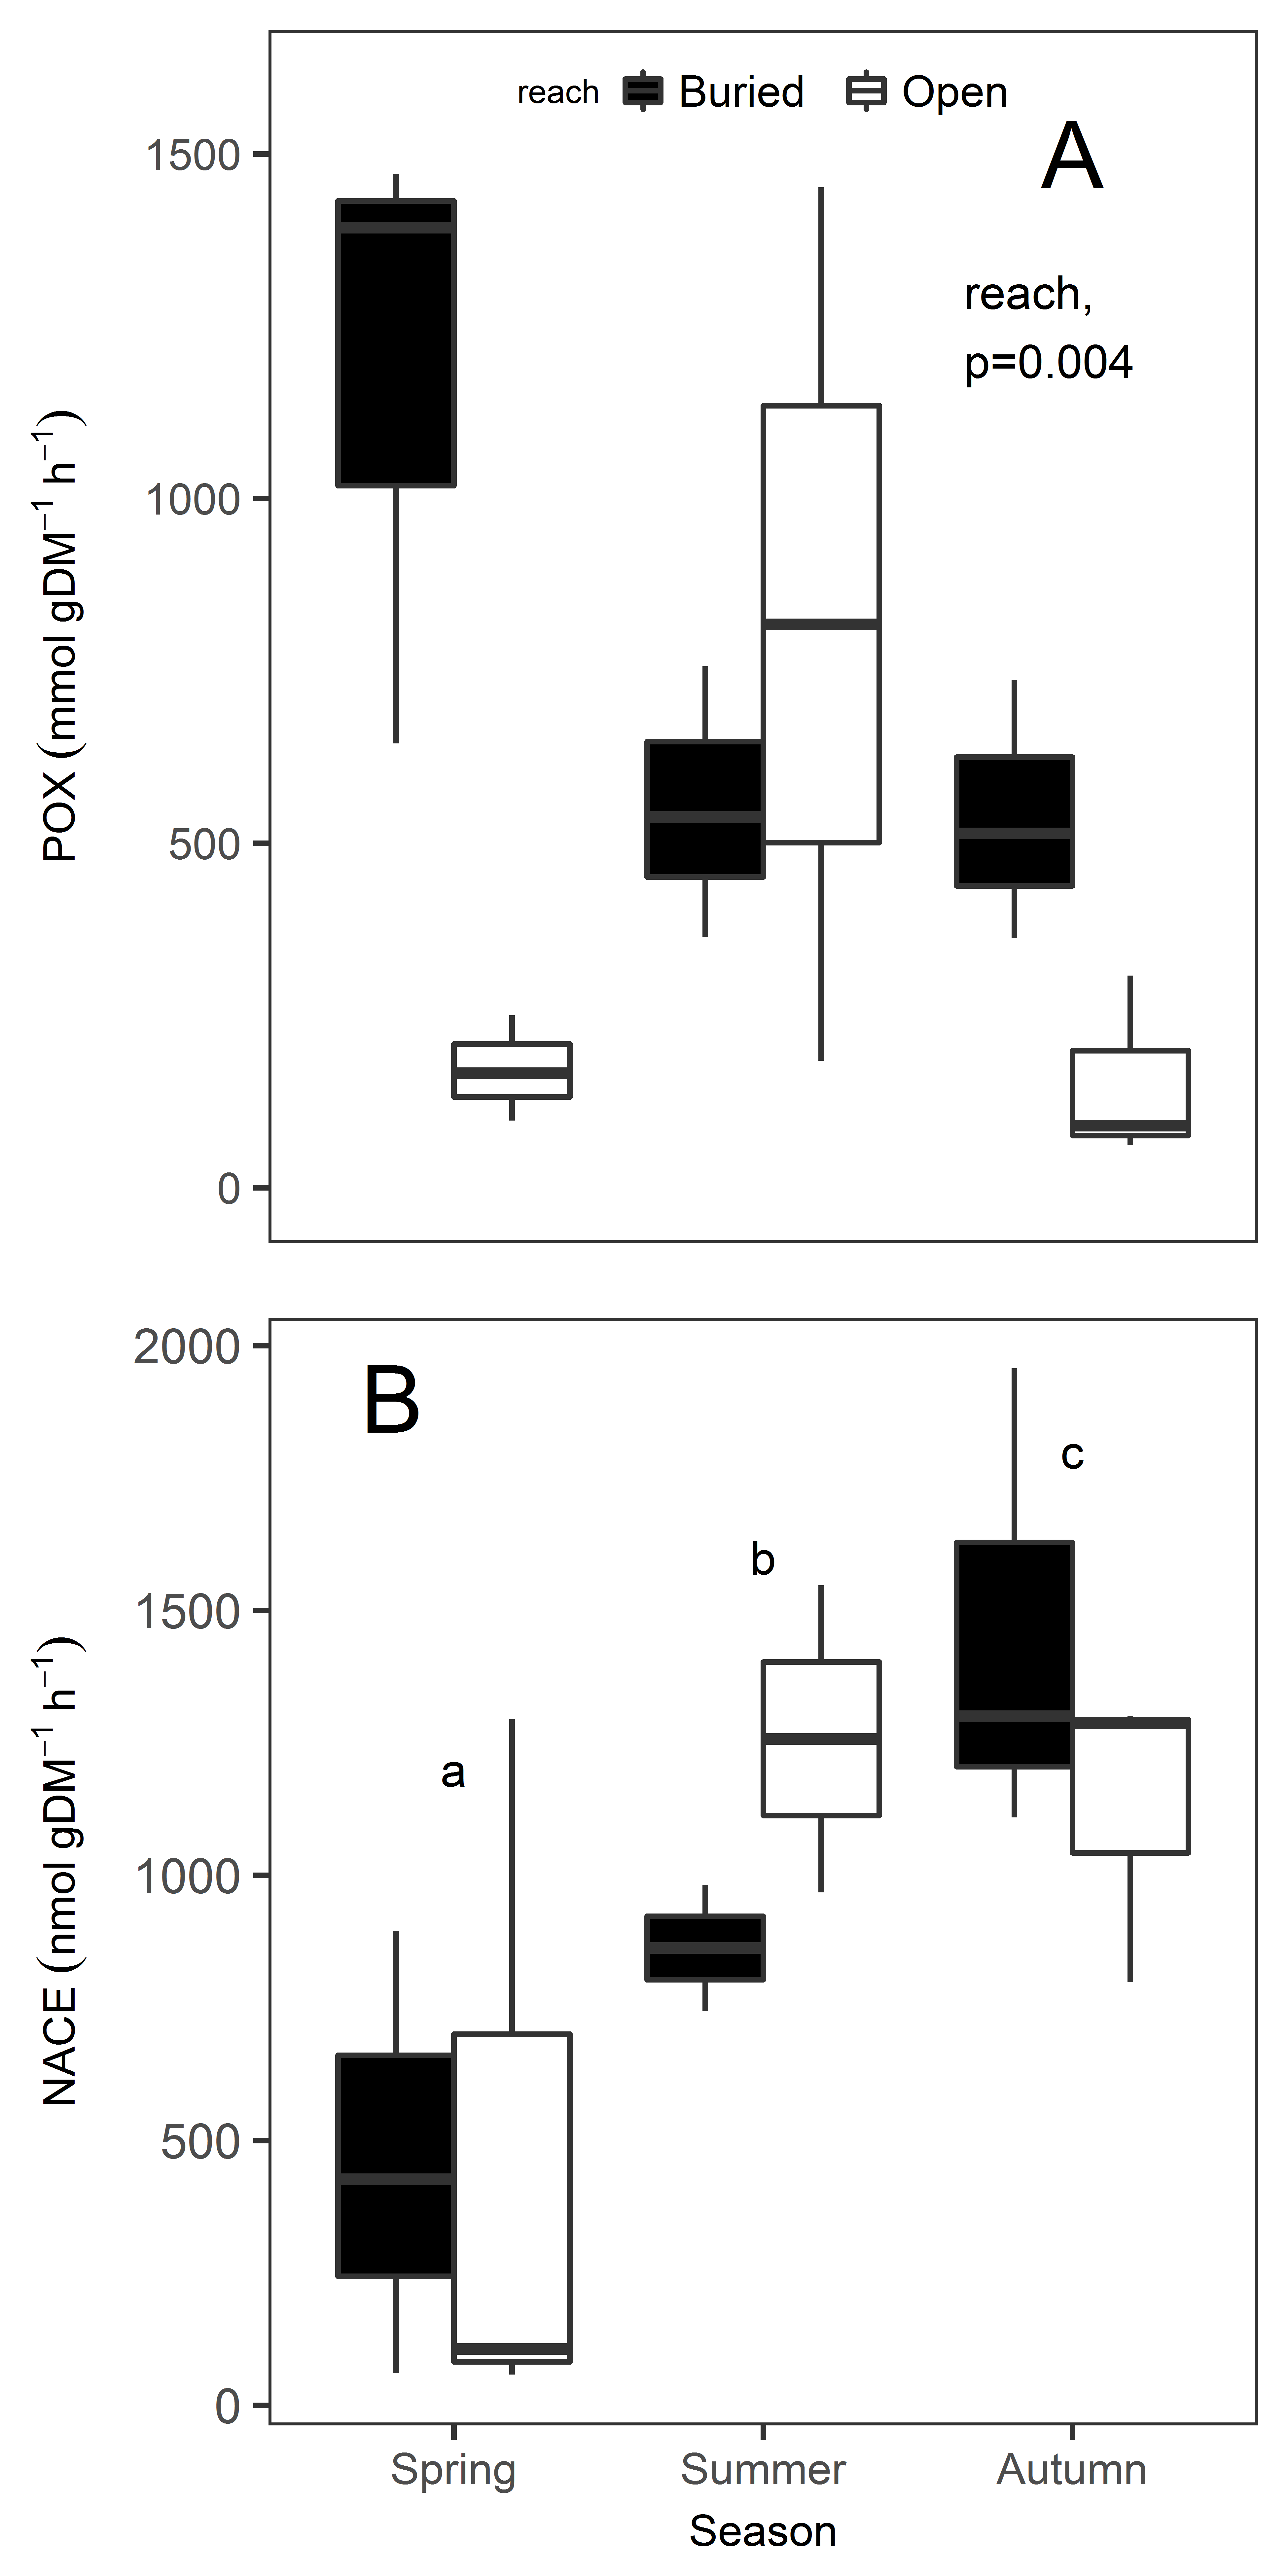 reach Buried Open
A
1500
reach,
p=0.004
1000
500
0
POX (mmol gDM⁻¹ h⁻¹)
2000
B
c
1500
b
a
1000
500
0
NACE (nmol gDM⁻¹ h⁻¹)
Spring Summer Autumn
Season